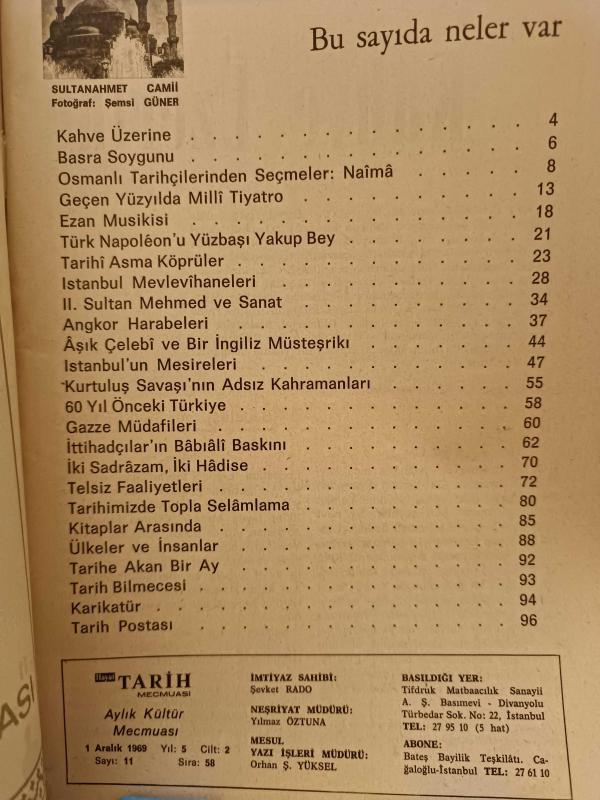 Bu sayıda neler var
SULTANAHMET CAMİİ
Fotoğraf: Şemsi GÜNER
Kahve Üzerine . . . . . . . . . . . . . 4
Basra Soygunu . . . . . . . . . . . . . 6
Osmanlı Tarihçilerinden Seçmeler: Naîmâ . . . . . 8
Geçen Yüzyılda Millî Tiyatro . . . . . . . . . 13
Ezan Musikisi . . . . . . . . . . . . . 18
Türk Napoléon'u Yüzbaşı Yakup Bey . . . . . . . 21
Tarihî Asma Köprüler . . . . . . . . . . . 23
Istanbul Mevlevîhaneleri . . . . . . . . . . 28
II. Sultan Mehmed ve Sanat . . . . . . . . . 34
Angkor Harabeleri . . . . . . . . . . . 37
Âşık Çelebî ve Bir İngiliz Müsteşrikı . . . . . . 44
Istanbul'un Mesireleri . . . . . . . . . . 47
Kurtuluş Savaşı'nın Adsız Kahramanları . . . . . 55
60 Yıl Önceki Türkiye . . . . . . . . . . 58
Gazze Müdafileri . . . . . . . . . . . . 60
İttihadçılar'ın Bâbıâli Baskını . . . . . . . . 62
İki Sadrâzam, İki Hâdise . . . . . . . . . 70
Telsiz Faaliyetleri . . . . . . . . . . . 72
Tarihimizde Topla Selâmlama . . . . . . . . 80
Kitaplar Arasında . . . . . . . . . . . 85
Ülkeler ve İnsanlar . . . . . . . . . . . 88
Tarihe Akan Bir Ay . . . . . . . . . . . 92
Tarih Bilmecesi . . . . . . . . . . . . 93
Karikatür . . . . . . . . . . . . . 94
Tarih Postası . . . . . . . . . . . . 96
Hayat TARİH
MECMUASI
Aylık Kültür
Mecmuası
1 Aralık 1969 Yıl: 5 Cilt: 2
Sayı: 11 Sıra: 58
İMTİYAZ SAHİBİ:
Şevket RADO
NEŞRİYAT MÜDÜRÜ:
Yılmaz ÖZTUNA
MESUL
YAZI İŞLERİ MÜDÜRÜ:
Orhan Ş. YÜKSEL
BASILDIĞI YER:
Tifdruk Matbaacılık Sanayii
A. Ş. Basımevi - Divanyolu
Türbedar Sok. No: 22, İstanbul
TEL: 27 95 10 (5 hat)
ABONE:
Bateş Bayilik Teşkilâtı. Ca-
ğaloğlu-İstanbul TEL: 27 61 10